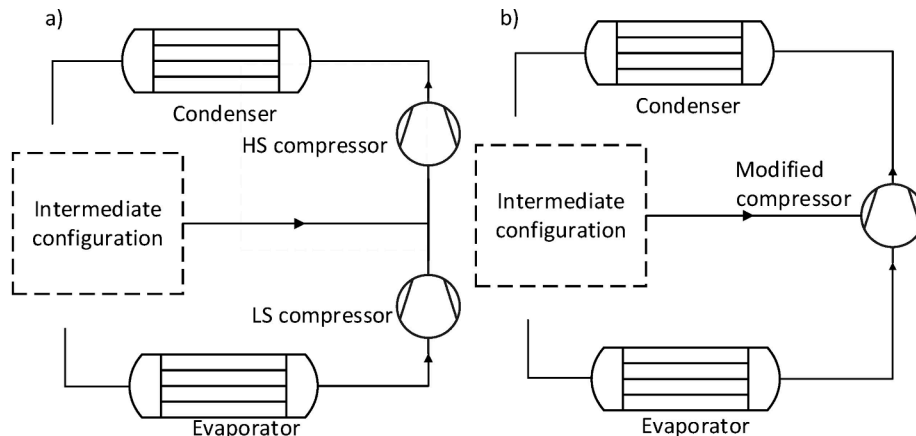 a)
Condenser
HS compressor
Intermediate
configuration
LS compressor
Evaporator
b)
Condenser
Modified
compressor
Intermediate
configuration
Evaporator